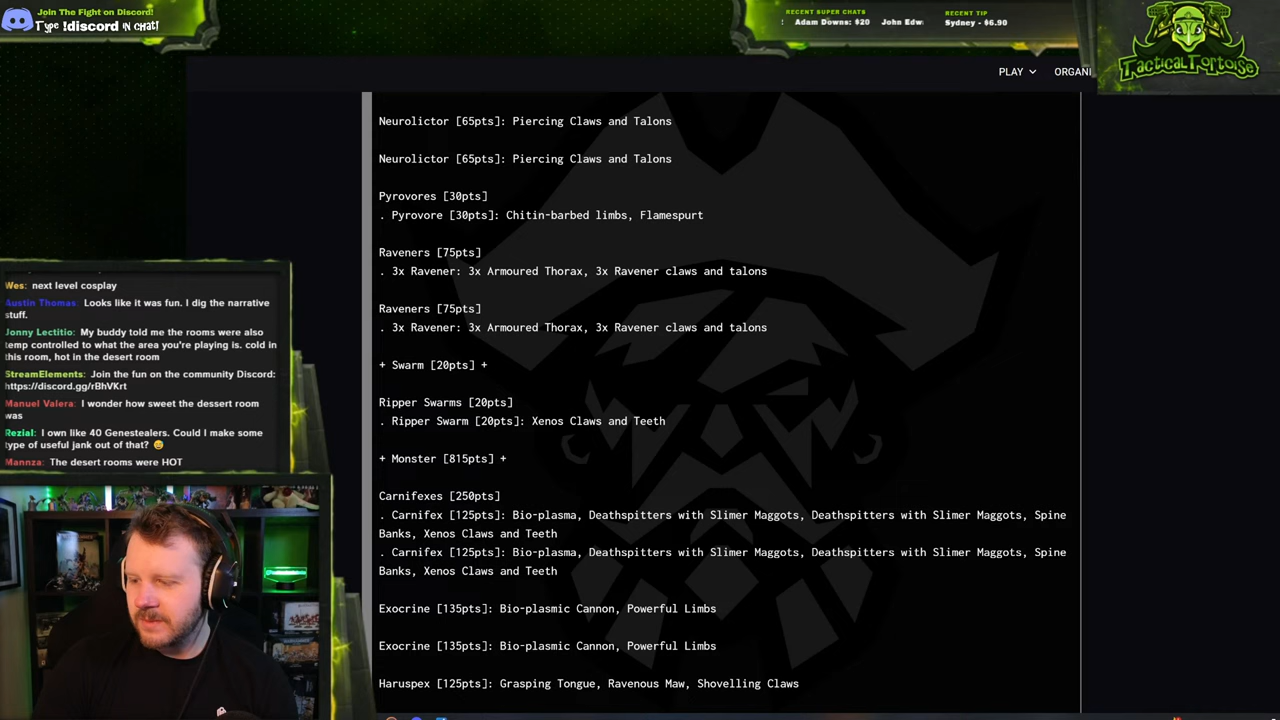 Join The Fight on Discord!
Type !discord in chat!
RECENT SUPER CHATS
Adam Downs: $20 John Edw
RECENT TIP
Sydney - $6.90
TacticalTortoise
PLAY
ORGANI
Neurolictor [65pts]: Piercing Claws and Talons
Neurolictor [65pts]: Piercing Claws and Talons
Pyrovores [30pts]
. Pyrovore [30pts]: Chitin-barbed limbs, Flamespurt
Raveners [75pts]
. 3x Ravener: 3x Armoured Thorax, 3x Ravener claws and talons
Raveners [75pts]
. 3x Ravener: 3x Armoured Thorax, 3x Ravener claws and talons
+ Swarm [20pts] +
Ripper Swarms [20pts]
. Ripper Swarm [20pts]: Xenos Claws and Teeth
+ Monster [815pts] +
Carnifexes [250pts]
. Carnifex [125pts]: Bio-plasma, Deathspitters with Slimer Maggots, Deathspitters with Slimer Maggots, Spine
Banks, Xenos Claws and Teeth
. Carnifex [125pts]: Bio-plasma, Deathspitters with Slimer Maggots, Deathspitters with Slimer Maggots, Spine
Banks, Xenos Claws and Teeth
Exocrine [135pts]: Bio-plasmic Cannon, Powerful Limbs
Exocrine [135pts]: Bio-plasmic Cannon, Powerful Limbs
Haruspex [125pts]: Grasping Tongue, Ravenous Maw, Shovelling Claws
Wes: next level cosplay
Austin Thomas: Looks like it was fun. I dig the narrative
stuff.
Jonny Lectitio: My buddy told me the rooms were also
temp controlled to what the area you're playing is. cold in
this room, hot in the desert room
StreamElements: Join the fun on the community Discord:
https://discord.gg/rBhVKrt
Manuel Valera: I wonder how sweet the dessert room
was
Rezial: I own like 40 Genestealers. Could I make some
type of useful jank out of that? 😅
Mannza: The desert rooms were HOT